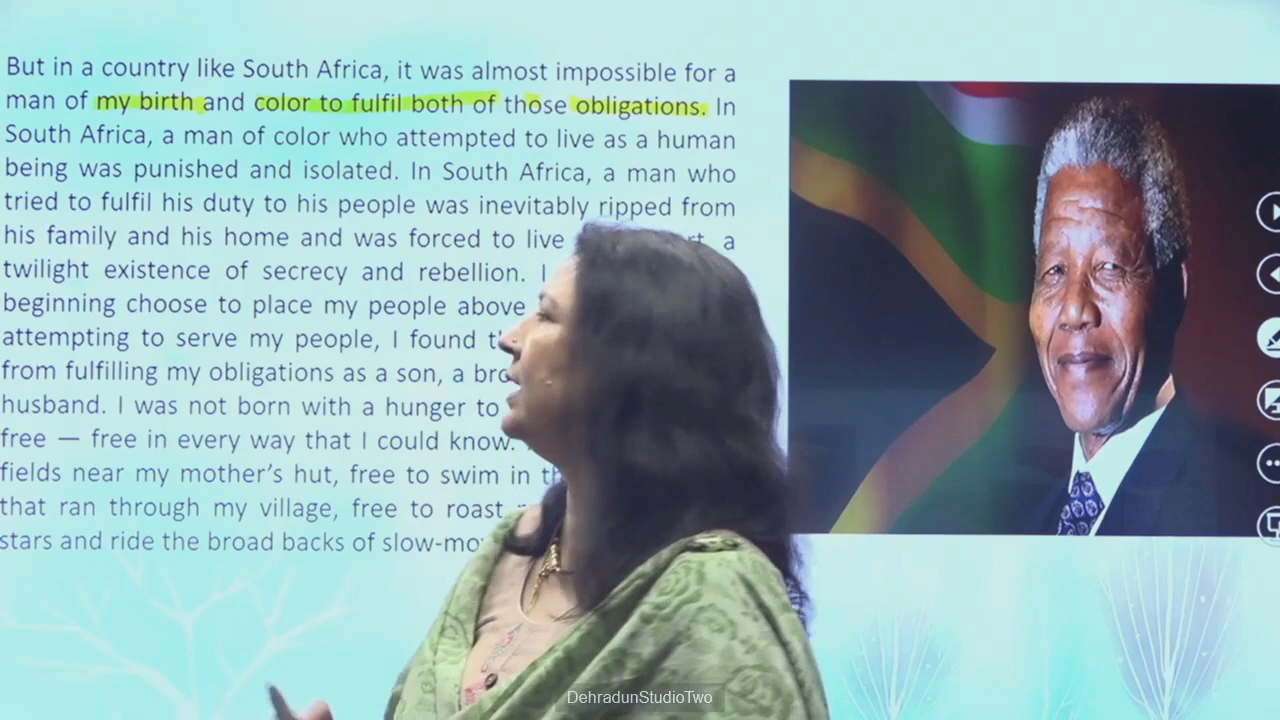 But in a country like South Africa, it was almost impossible for a
man of my birth and color to fulfil both of those obligations. In
South Africa, a man of color who attempted to live as a human
being was punished and isolated. In South Africa, a man who
tried to fulfil his duty to his people was inevitably ripped from
his family and his home and was forced to live a
twilight existence of secrecy and rebellion. I
beginning choose to place my people above
attempting to serve my people, I found
from fulfilling my obligations as a son, a
husband. I was not born with a hunger to
free — free in every way that I could know.
fields near my mother's hut, free to swim in
that ran through my village, free to roast
stars and ride the broad backs of
DehradunStudioTwo